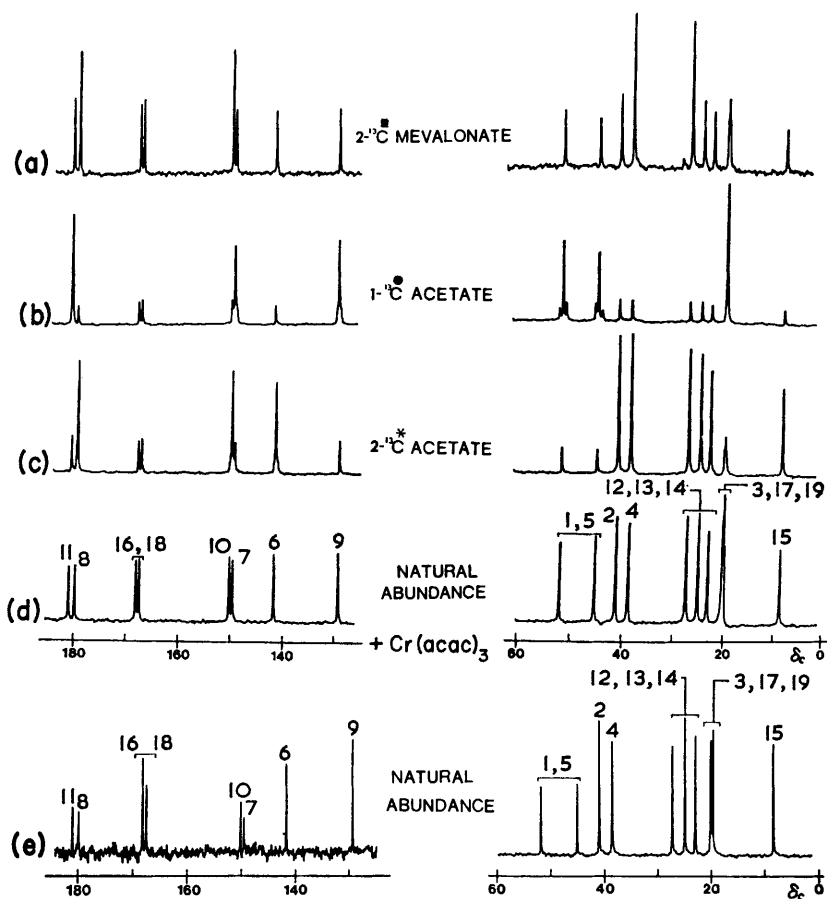 (a)
2-¹³C■ MEVALONATE
(b)
1-¹³C● ACETATE
(c)
2-¹³C* ACETATE
12, 13, 14
3, 17, 19
(d)
11 8 16, 18 10 7 6 9
NATURAL
ABUNDANCE
1, 5 2 4 15
+ Cr(acac)₃
180 160 140
60 40 20 δc 0
12, 13, 14
3, 17, 19
(e)
11 8 16 18 10 7 6 9
NATURAL
ABUNDANCE
1, 5 2 4 15
180 160 140
60 40 20 δc 0